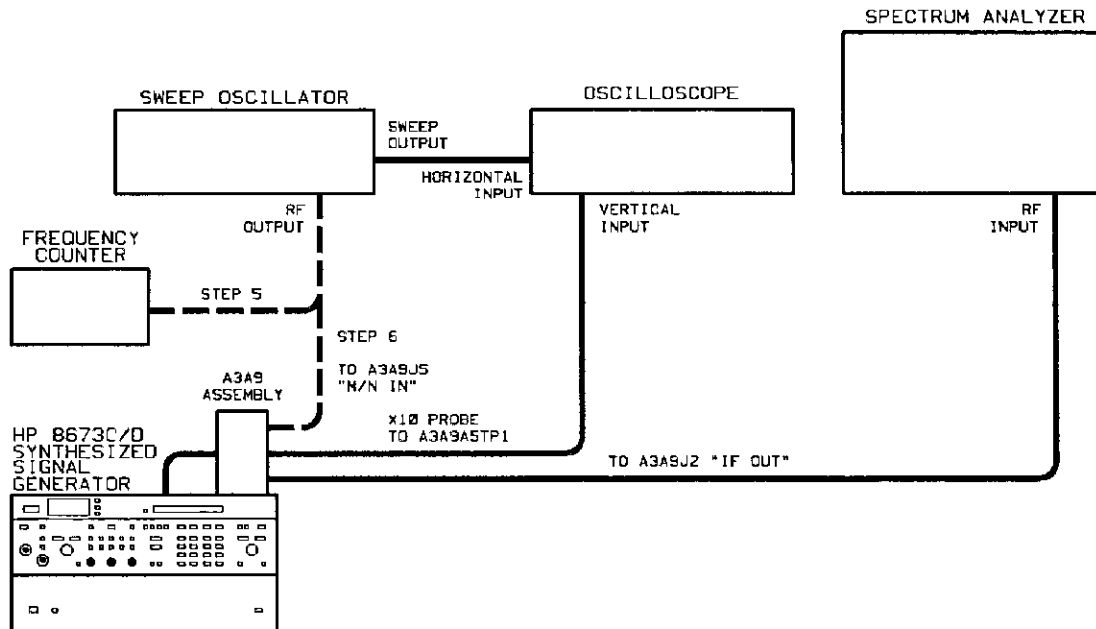 SPECTRUM ANALYZER
SWEEP OSCILLATOR
OSCILLOSCOPE
SWEEP
OUTPUT
HORIZONTAL
INPUT
RF
OUTPUT
VERTICAL
INPUT
RF
INPUT
FREQUENCY
COUNTER
STEP 5
STEP 6
TO A3A9J5
"N/N IN"
A3A9
ASSEMBLY
X10 PROBE
TO A3A9A5TP1
HP 8673C/D
SYNTHESIZED
SIGNAL
GENERATOR
TO A3A9J2 "IF OUT"